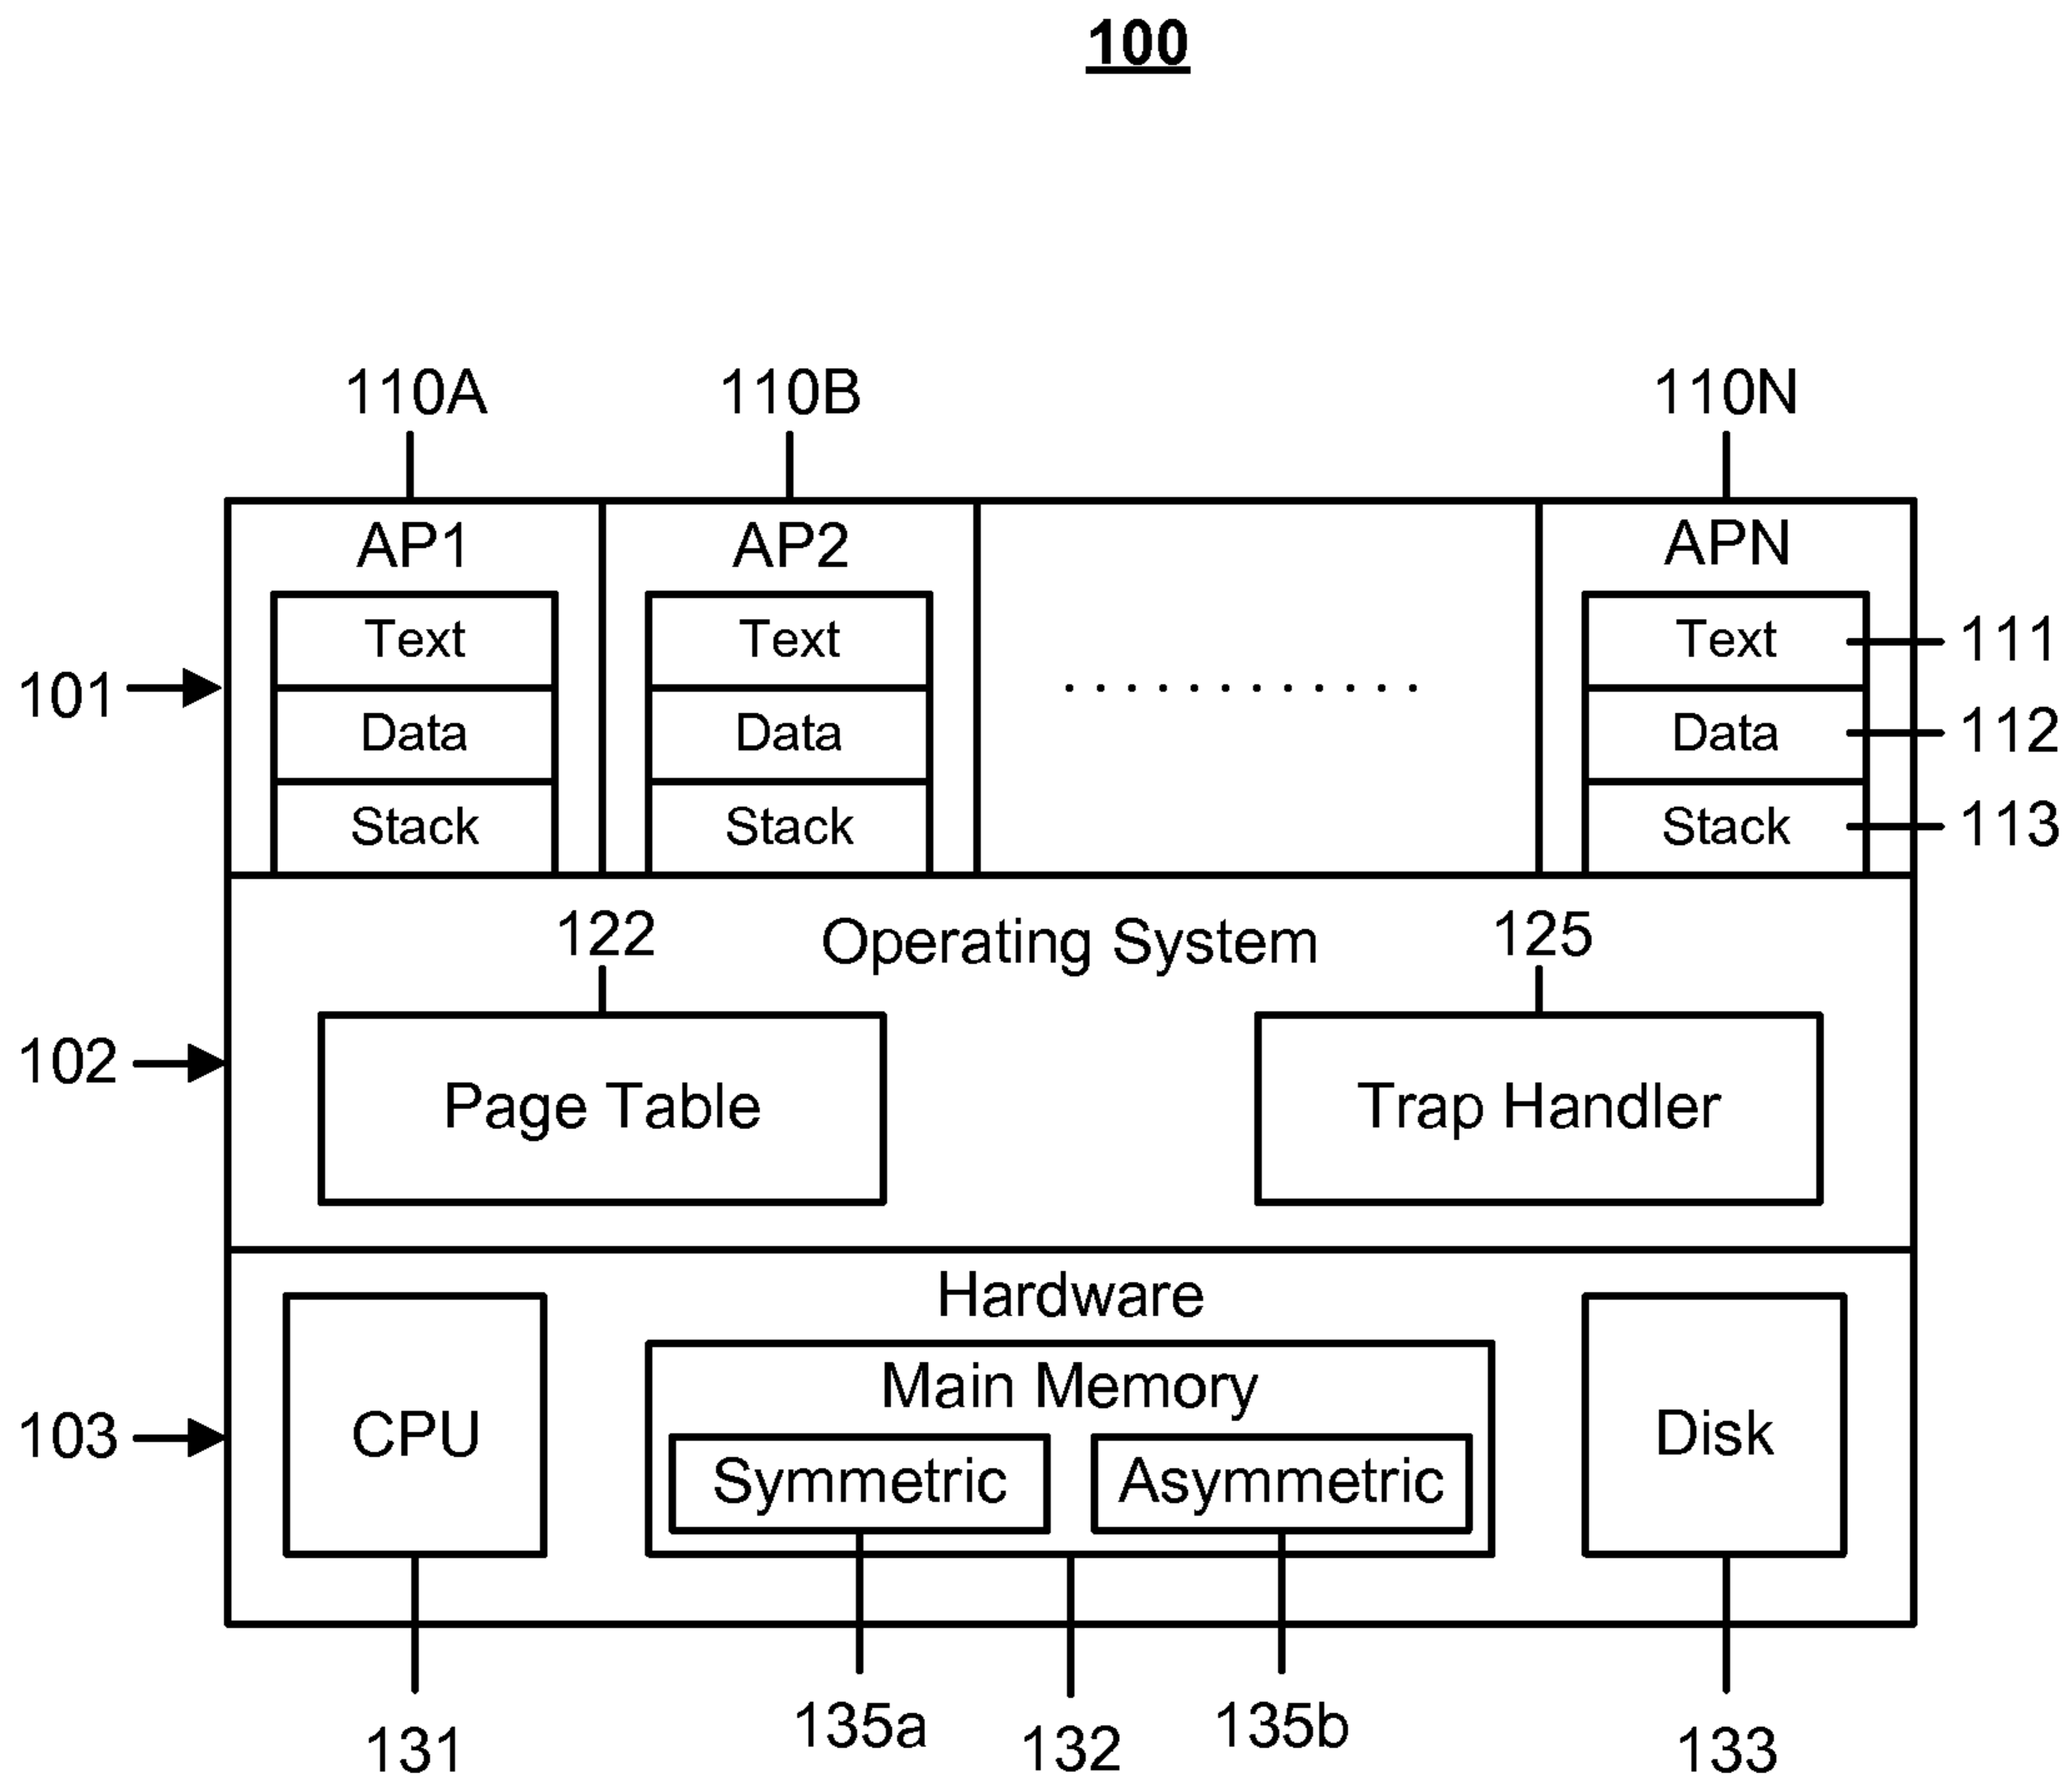 100
110A 110B 110N
AP1 AP2 APN
Text Text Text 111
101 ............
Data Data Data 112
Stack Stack Stack 113
122 Operating System 125
102
Page Table Trap Handler
Hardware
Main Memory
103 CPU Symmetric Asymmetric Disk
131 135a 132 135b 133